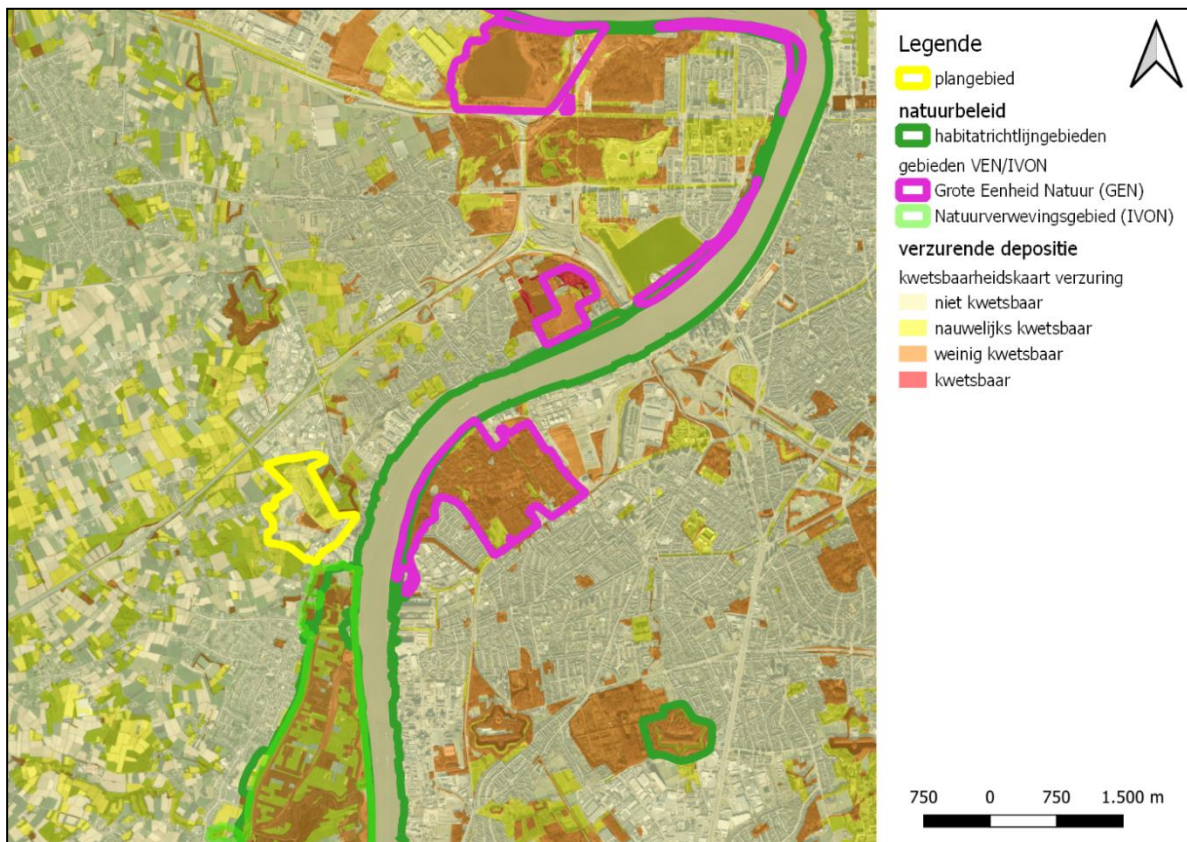 Legende
plangebied
natuurbeleid
habitatrichtlijngebieden
gebieden VEN/IVON
Grote Eenheid Natuur (GEN)
Natuurverwevingsgebied (IVON)
verzurende depositie
kwetsbaarheidskaart verzuring
niet kwetsbaar
nauwelijks kwetsbaar
weinig kwetsbaar
kwetsbaar
750 0 750 1.500 m